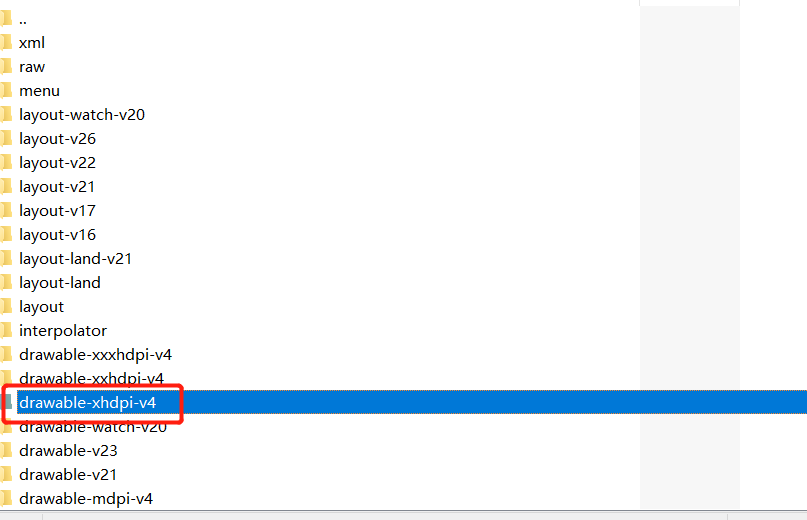 ..
xml
raw
menu
layout-watch-v20
layout-v26
layout-v22
layout-v21
layout-v17
layout-v16
layout-land-v21
layout-land
layout
interpolator
drawable-xxxhdpi-v4
drawable-xxhdpi-v4
drawable-xhdpi-v4
drawable-watch-v20
drawable-v23
drawable-v21
drawable-mdpi-v4